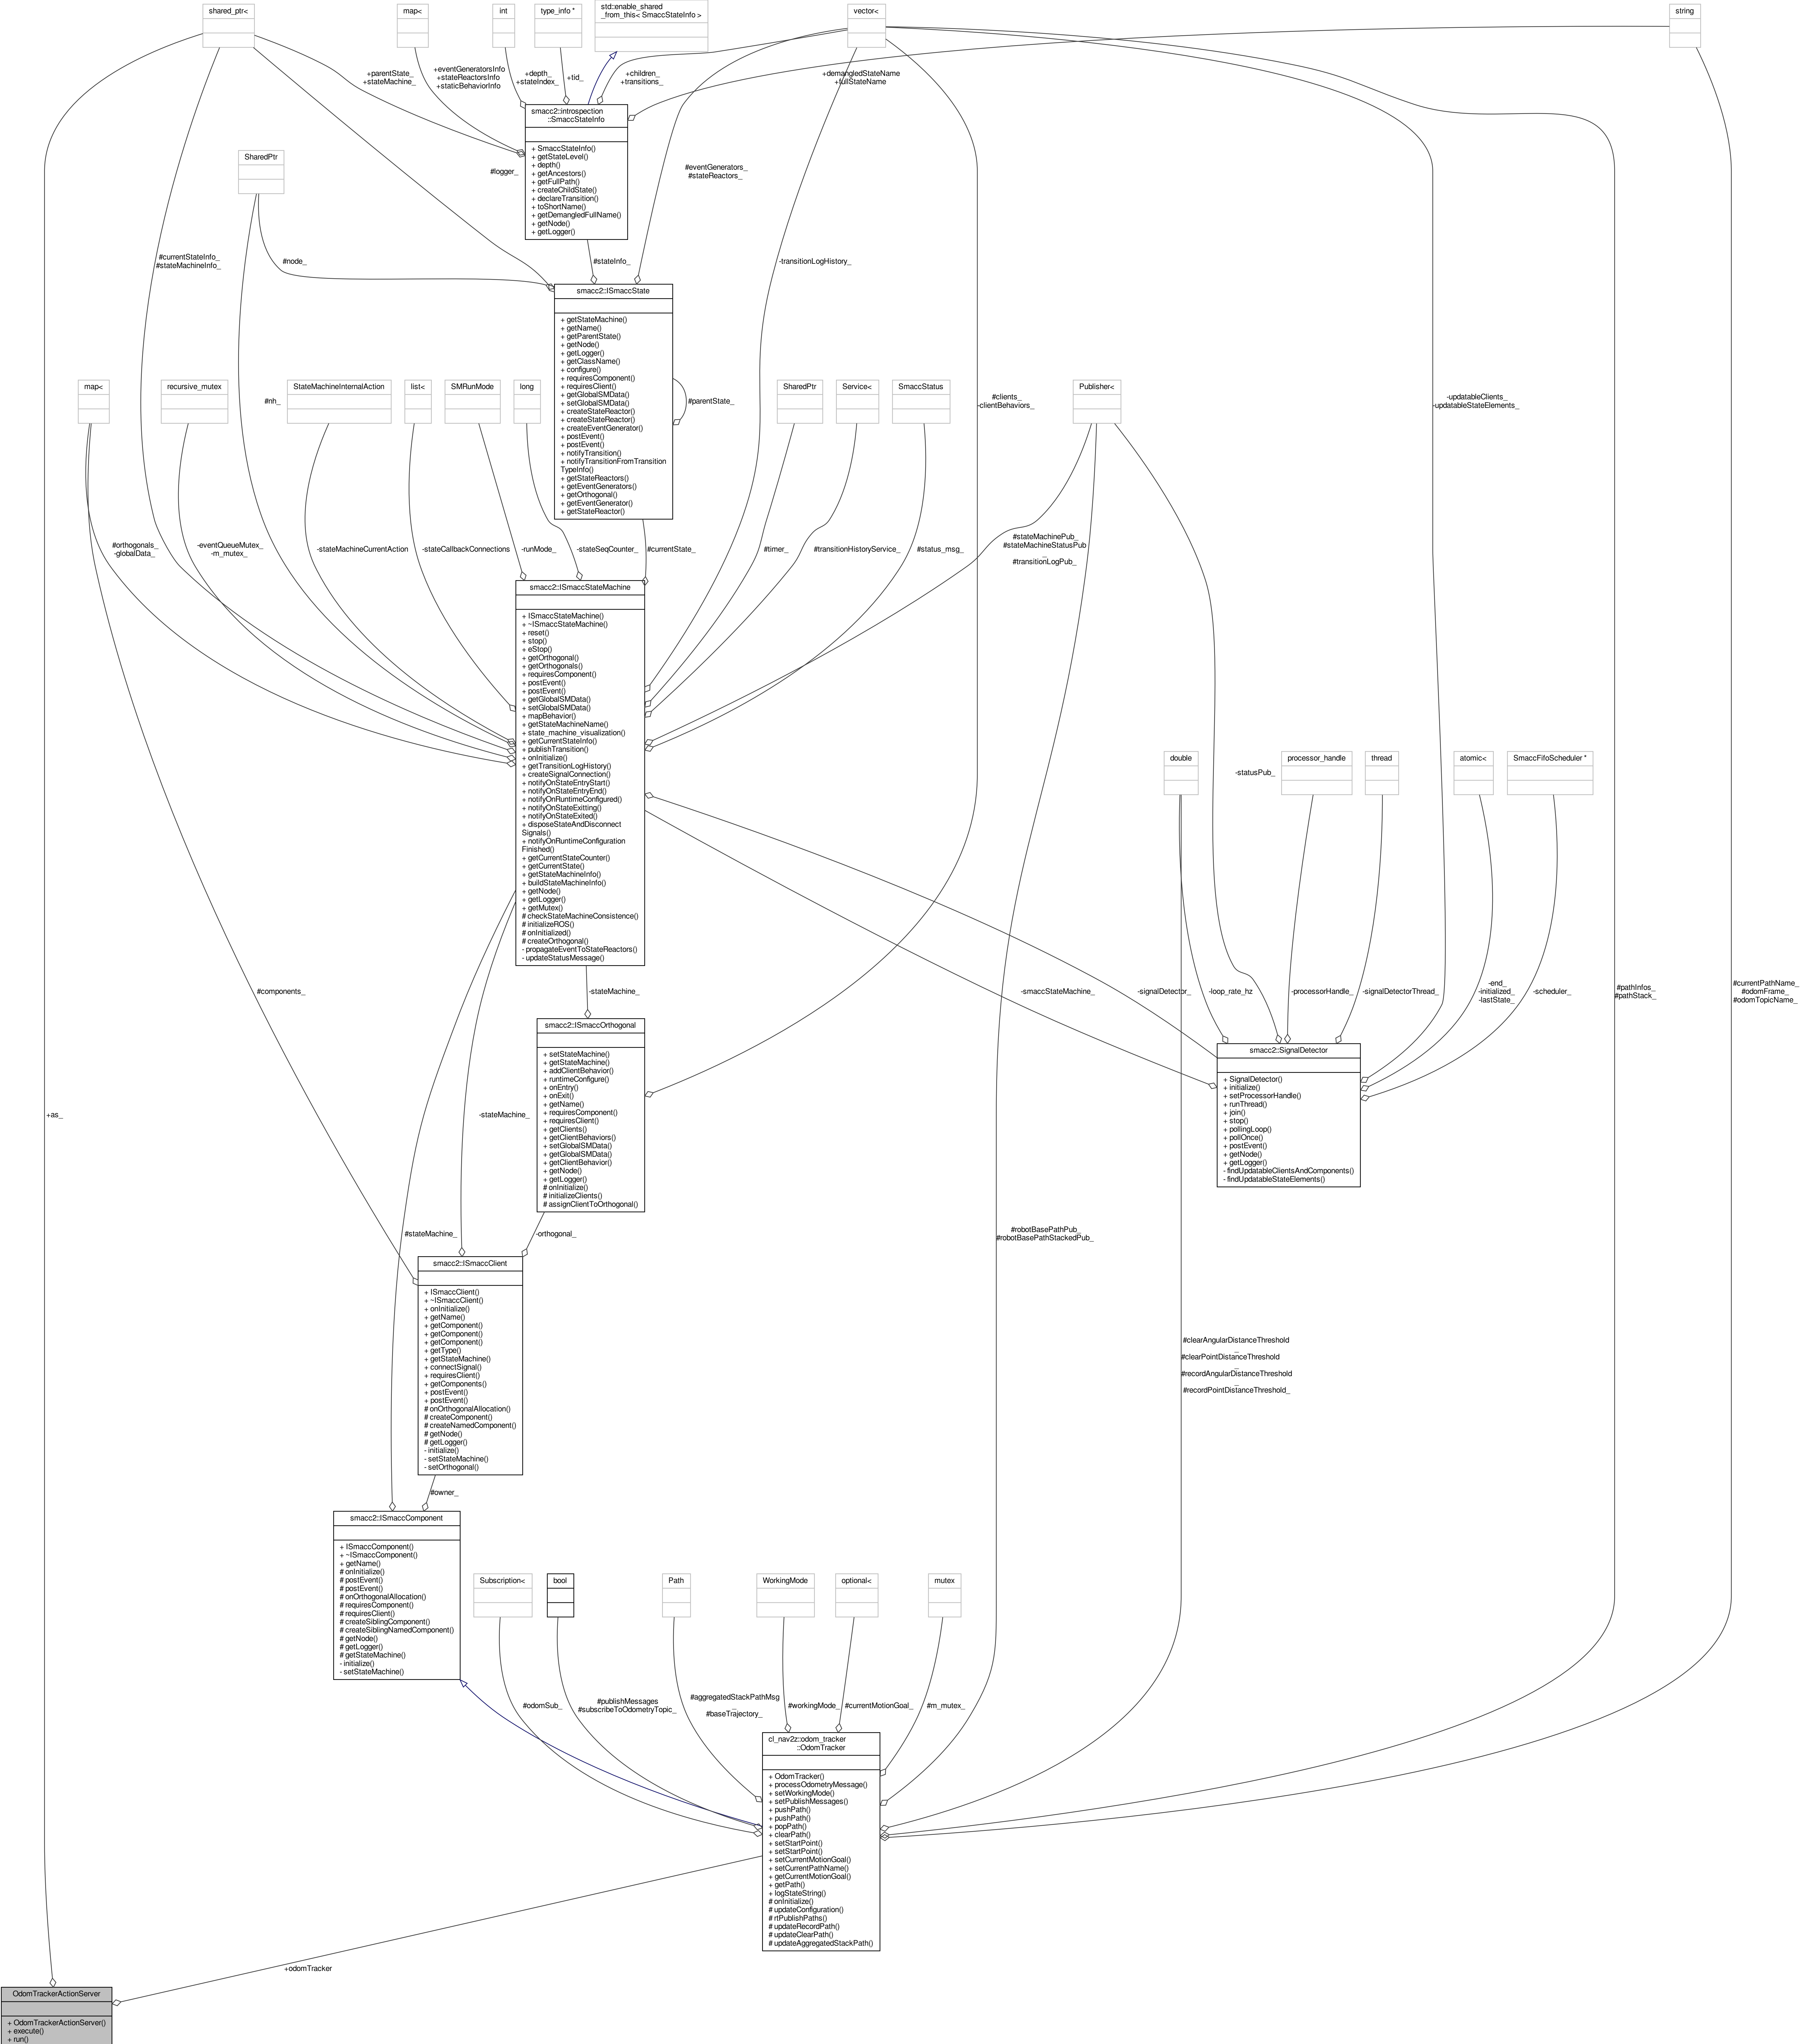 shared_ptr<
map<
int
type_info *
std::enable_shared
_from_this< SmaccStateInfo >
vector<
string
+parentState_
+stateMachine_
+eventGeneratorsInfo
+stateReactorsInfo
+staticBehaviorInfo
+depth_
+stateIndex_
+tid_
+children_
+transitions_
+demangledStateName
+fullStateName
smacc2::introspection
::SmaccStateInfo
+ SmaccStateInfo()
+ getStateLevel()
+ depth()
+ getAncestors()
+ getFullPath()
+ createChildState()
+ declareTransition()
+ toShortName()
+ getDemangledFullName()
+ getNode()
+ getLogger()
SharedPtr
#logger_
#eventGenerators_
#stateReactors_
#currentStateInfo_
#stateMachineInfo_
#node_
#stateInfo_
-transitionLogHistory_
smacc2::ISmaccState
+ getStateMachine()
+ getName()
+ getParentState()
+ getNode()
+ getLogger()
+ getClassName()
+ configure()
+ requiresComponent()
+ requiresClient()
+ getGlobalSMData()
+ setGlobalSMData()
+ createStateReactor()
+ createStateReactor()
+ createEventGenerator()
+ postEvent()
+ postEvent()
+ notifyTransition()
+ notifyTransitionFromTransition
TypeInfo()
+ getStateReactors()
+ getEventGenerators()
+ getOrthogonal()
+ getEventGenerator()
+ getStateReactor()
#parentState_
map<
recursive_mutex
StateMachineInternalAction
list<
SMRunMode
long
SharedPtr
Service<
SmaccStatus
Publisher<
#nh_
#clients_
-clientBehaviors_
-updatableClients_
-updatableStateElements_
#orthogonals_
-globalData_
-eventQueueMutex_
-m_mutex_
-stateMachineCurrentAction
-stateCallbackConnections
-runMode_
-stateSeqCounter_
#currentState_
#timer_
#transitionHistoryService_
#status_msg_
#stateMachinePub_
#stateMachineStatusPub
_
#transitionLogPub_
smacc2::ISmaccStateMachine
+ ISmaccStateMachine()
+ ~ISmaccStateMachine()
+ reset()
+ stop()
+ eStop()
+ getOrthogonal()
+ getOrthogonals()
+ requiresComponent()
+ postEvent()
+ postEvent()
+ getGlobalSMData()
+ setGlobalSMData()
+ mapBehavior()
+ getStateMachineName()
+ state_machine_visualization()
+ getCurrentStateInfo()
+ publishTransition()
+ onInitialize()
+ getTransitionLogHistory()
+ createSignalConnection()
+ notifyOnStateEntryStart()
+ notifyOnStateEntryEnd()
+ notifyOnRuntimeConfigured()
+ notifyOnStateExitting()
+ notifyOnStateExited()
+ disposeStateAndDisconnect
Signals()
+ notifyOnRuntimeConfiguration
Finished()
+ getCurrentStateCounter()
+ getCurrentState()
+ getStateMachineInfo()
+ buildStateMachineInfo()
+ getNode()
+ getLogger()
+ getMutex()
# checkStateMachineConsistence()
# initializeROS()
# onInitialized()
# createOrthogonal()
- propagateEventToStateReactors()
- updateStatusMessage()
double
processor_handle
thread
atomic<
SmaccFifoScheduler *
-statusPub_
#components_
-stateMachine_
-smaccStateMachine_
-signalDetector_
-loop_rate_hz
-processorHandle_
-signalDetectorThread_
-end_
-initialized_
-lastState_
-scheduler_
#pathInfos_
#pathStack_
#currentPathName_
#odomFrame_
#odomTopicName_
smacc2::ISmaccOrthogonal
+ setStateMachine()
+ getStateMachine()
+ addClientBehavior()
+ runtimeConfigure()
+ onEntry()
+ onExit()
+ getName()
+ requiresComponent()
+ requiresClient()
+ getClients()
+ getClientBehaviors()
+ setGlobalSMData()
+ getGlobalSMData()
+ getClientBehavior()
+ getNode()
+ getLogger()
# onInitialize()
# initializeClients()
# assignClientToOrthogonal()
smacc2::SignalDetector
+ SignalDetector()
+ initialize()
+ setProcessorHandle()
+ runThread()
+ join()
+ stop()
+ pollingLoop()
+ pollOnce()
+ postEvent()
+ getNode()
+ getLogger()
- findUpdatableClientsAndComponents()
- findUpdatableStateElements()
+as_
-stateMachine_
#stateMachine_
-orthogonal_
#robotBasePathPub_
#robotBasePathStackedPub_
smacc2::ISmaccClient
+ ISmaccClient()
+ ~ISmaccClient()
+ onInitialize()
+ getName()
+ getComponent()
+ getComponent()
+ getComponent()
+ getType()
+ getStateMachine()
+ connectSignal()
+ requiresClient()
+ getComponents()
+ postEvent()
+ postEvent()
# onOrthogonalAllocation()
# createComponent()
# createNamedComponent()
# getNode()
# getLogger()
- initialize()
- setStateMachine()
- setOrthogonal()
#clearAngularDistanceThreshold
_
#clearPointDistanceThreshold
_
#recordAngularDistanceThreshold
_
#recordPointDistanceThreshold_
#owner_
smacc2::ISmaccComponent
+ ISmaccComponent()
+ ~ISmaccComponent()
+ getName()
# onInitialize()
# postEvent()
# postEvent()
# onOrthogonalAllocation()
# requiresComponent()
# requiresClient()
# createSiblingComponent()
# createSiblingNamedComponent()
# getNode()
# getLogger()
# getStateMachine()
- initialize()
- setStateMachine()
Subscription<
bool
Path
WorkingMode
optional<
mutex
#odomSub_
#publishMessages
#subscribeToOdometryTopic_
#aggregatedStackPathMsg
_
#baseTrajectory_
#workingMode_
#currentMotionGoal_
#m_mutex_
cl_nav2z::odom_tracker
::OdomTracker
+ OdomTracker()
+ processOdometryMessage()
+ setWorkingMode()
+ setPublishMessages()
+ pushPath()
+ pushPath()
+ popPath()
+ clearPath()
+ setStartPoint()
+ setStartPoint()
+ setCurrentMotionGoal()
+ setCurrentPathName()
+ getCurrentMotionGoal()
+ getPath()
+ logStateString()
# onInitialize()
# updateConfiguration()
# rtPublishPaths()
# updateRecordPath()
# updateClearPath()
# updateAggregatedStackPath()
+odomTracker
OdomTrackerActionServer
+ OdomTrackerActionServer()
+ execute()
+ run()